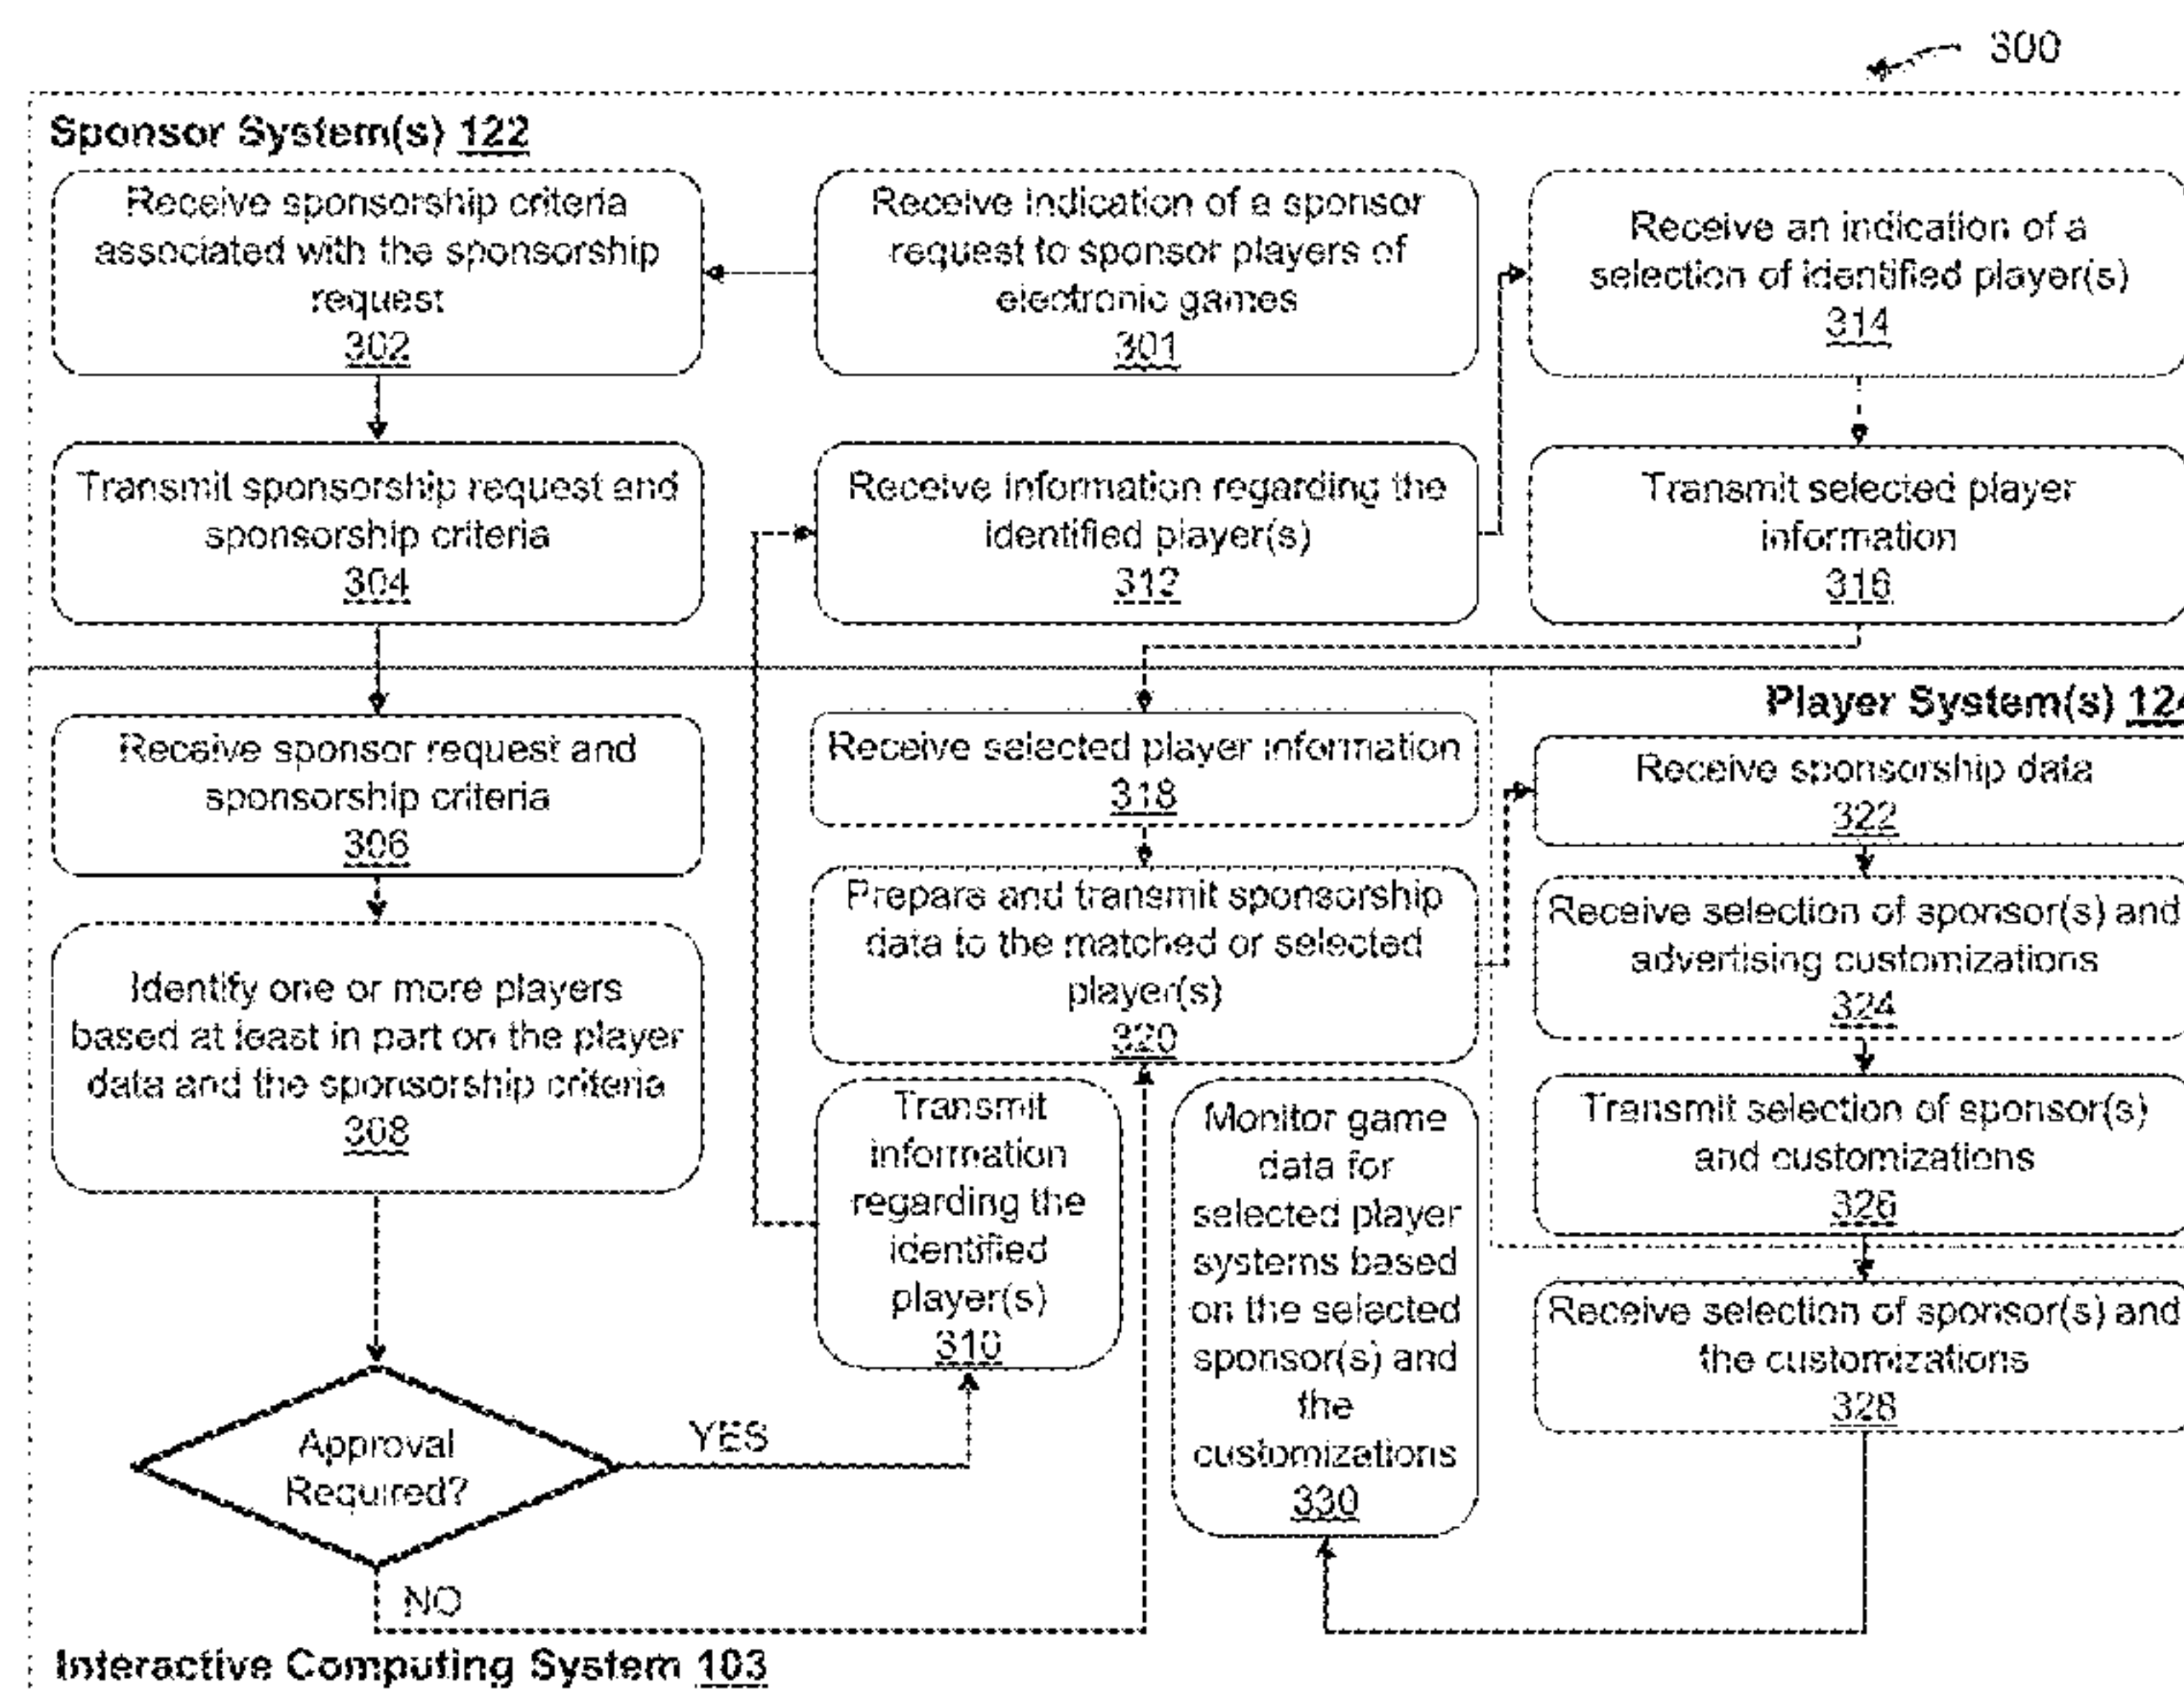 300
Sponsor System(s) 122
Receive sponsorship criteria
associated with the sponsorship
request
302
Receive indication of a sponsor
request to sponsor players of
electronic games
301
Receive an indication of a
selection of identified player(s)
314
Transmit sponsorship request and
sponsorship criteria
304
Receive information regarding the
identified player(s)
312
Transmit selected player
information
316
Player System(s) 124
Receive sponsor request and
sponsorship criteria
306
Receive selected player information
318
Receive sponsorship data
322
Identify one or more players
based at least in part on the player
data and the sponsorship criteria
308
Prepare and transmit sponsorship
data to the matched or selected
player(s)
320
Receive selection of sponsor(s) and
advertising customizations
324
Transmit
information
regarding the
identified
player(s)
310
Monitor game
data for
selected player
systems based
on the selected
sponsor(s) and
the
customizations
330
Transmit selection of sponsor(s)
and customizations
326
Receive selection of sponsor(s) and
the customizations
328
Approval
Required?
YES
NO
Interactive Computing System 103